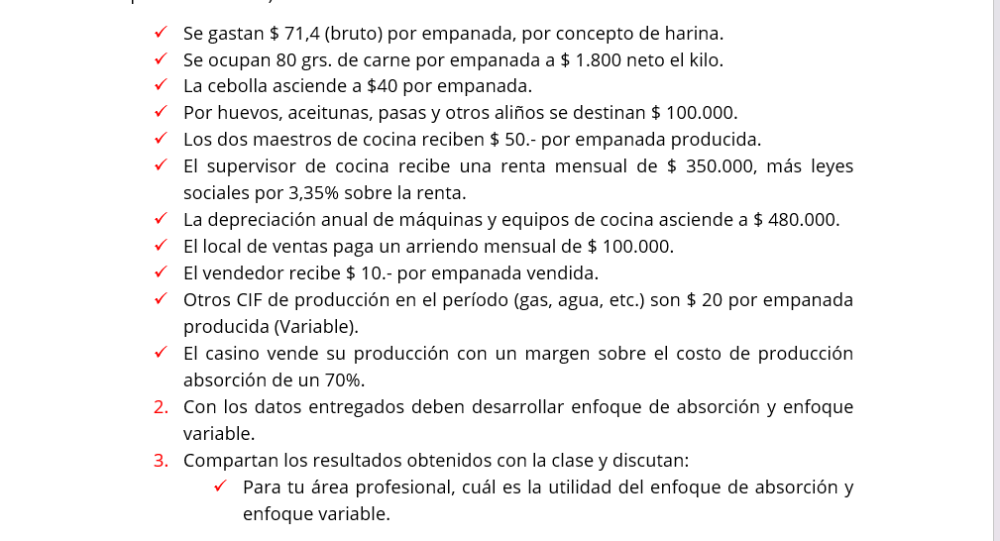 Se gastan $ 71,4 (bruto) por empanada, por concepto de harina.
Se ocupan 80 grs. de carne por empanada a $ 1.800 neto el kilo.
La cebolla asciende a $40 por empanada.
Por huevos, aceitunas, pasas y otros aliños se destinan $ 100.000.
Los dos maestros de cocina reciben $ 50.- por empanada producida.
El supervisor de cocina recibe una renta mensual de $ 350.000, más leyes
sociales por 3,35% sobre la renta.
La depreciación anual de máquinas y equipos de cocina asciende a $ 480.000.
El local de ventas paga un arriendo mensual de $ 100.000.
El vendedor recibe $ 10.- por empanada vendida.
Otros CIF de producción en el período (gas, agua, etc.) son $ 20 por empanada
producida (Variable).
El casino vende su producción con un margen sobre el costo de producción
absorción de un 70%.
2. Con los datos entregados deben desarrollar enfoque de absorción y enfoque
variable.
3. Compartan los resultados obtenidos con la clase y discutan:
Para tu área profesional, cuál es la utilidad del enfoque de absorción y
enfoque variable.